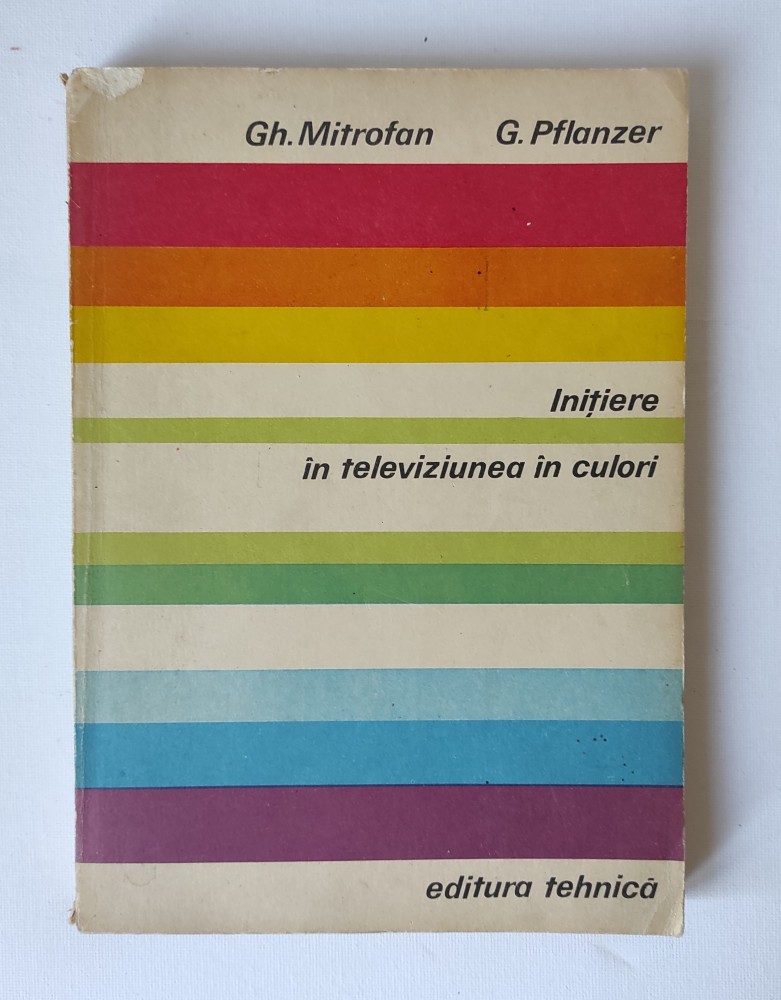 Gh. Mitrofan G. Pflanzer
Inițiere
în televiziunea în culori
editura tehnică